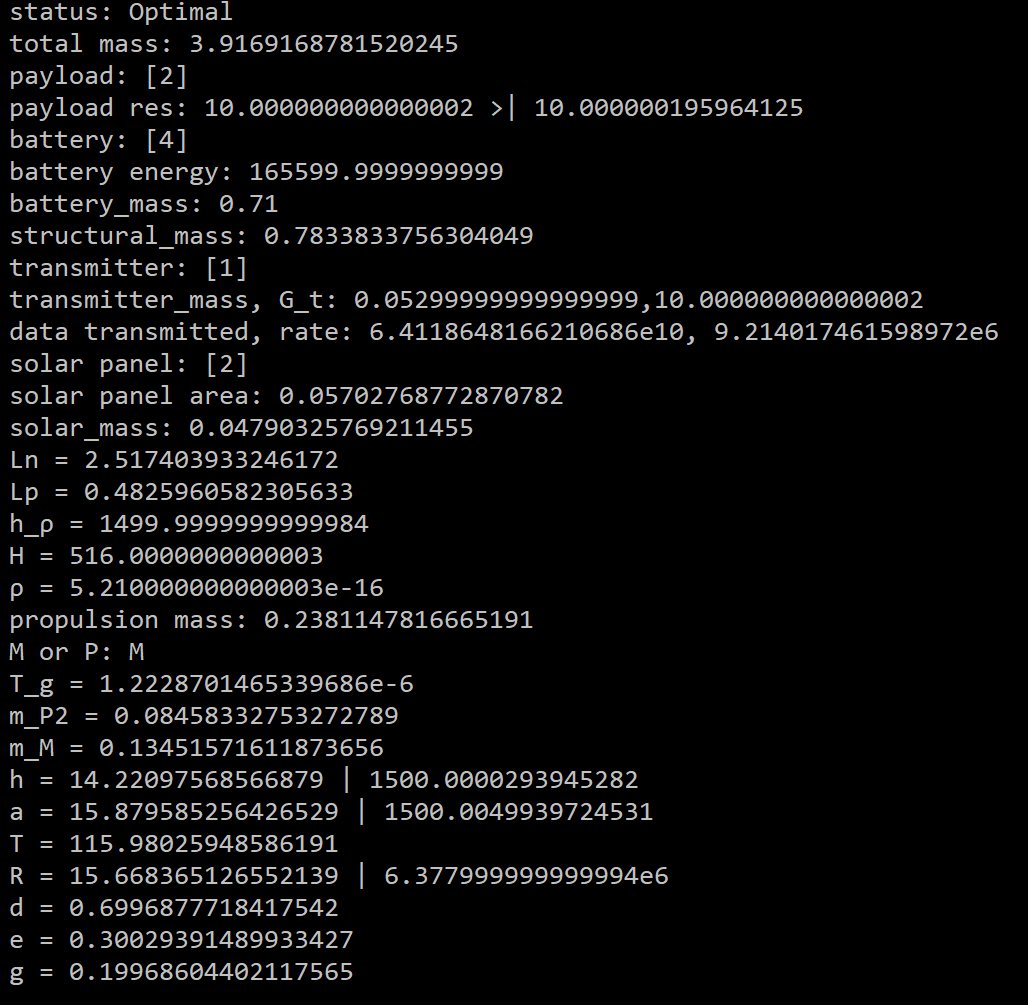 status: Optimal
total mass: 3.9169168781520245
payload: [2]
payload res: 10.000000000000002 >| 10.000000195964125
battery: [4]
battery energy: 165599.9999999999
battery_mass: 0.71
structural_mass: 0.7833833756304049
transmitter: [1]
transmitter_mass, G_t: 0.05299999999999999,10.000000000000002
data transmitted, rate: 6.4118648166210686e10, 9.214017461598972e6
solar panel: [2]
solar panel area: 0.05702768772870782
solar_mass: 0.04790325769211455
Ln = 2.517403933246172
Lp = 0.4825960582305633
h_ρ = 1499.9999999999984
H = 516.0000000000003
ρ = 5.210000000000003e-16
propulsion mass: 0.2381147816665191
M or P: M
T_g = 1.2228701465339686e-6
m_P2 = 0.08458332753272789
m_M = 0.13451571611873656
h = 14.22097568566879 | 1500.0000293945282
a = 15.879585256426529 | 1500.0049939724531
T = 115.98025948586191
R = 15.668365126552139 | 6.377999999999994e6
d = 0.6996877718417542
e = 0.30029391489933427
g = 0.19968604402117565